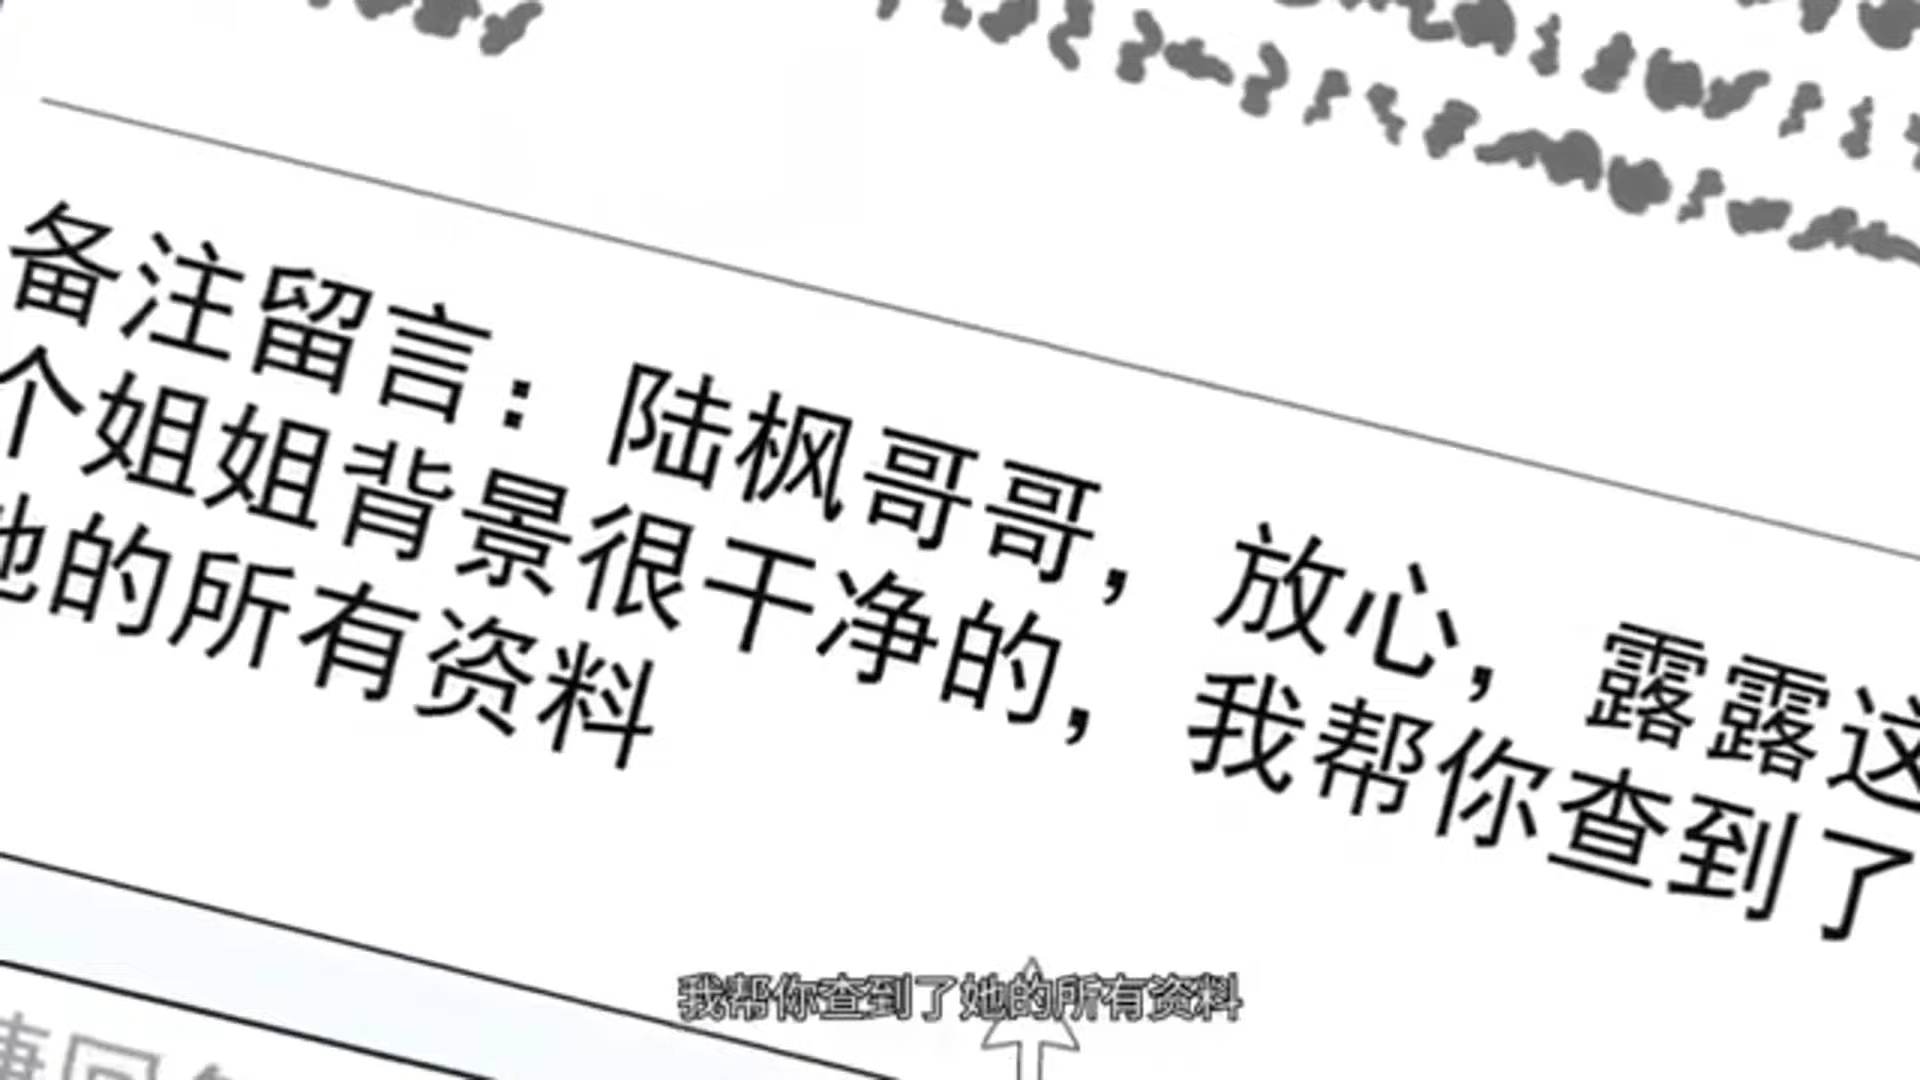 备注留言：陆枫哥哥，放心，露露这
个姐姐背景很干净的，我帮你查到了
她的所有资料
我帮你查到了她的所有资料